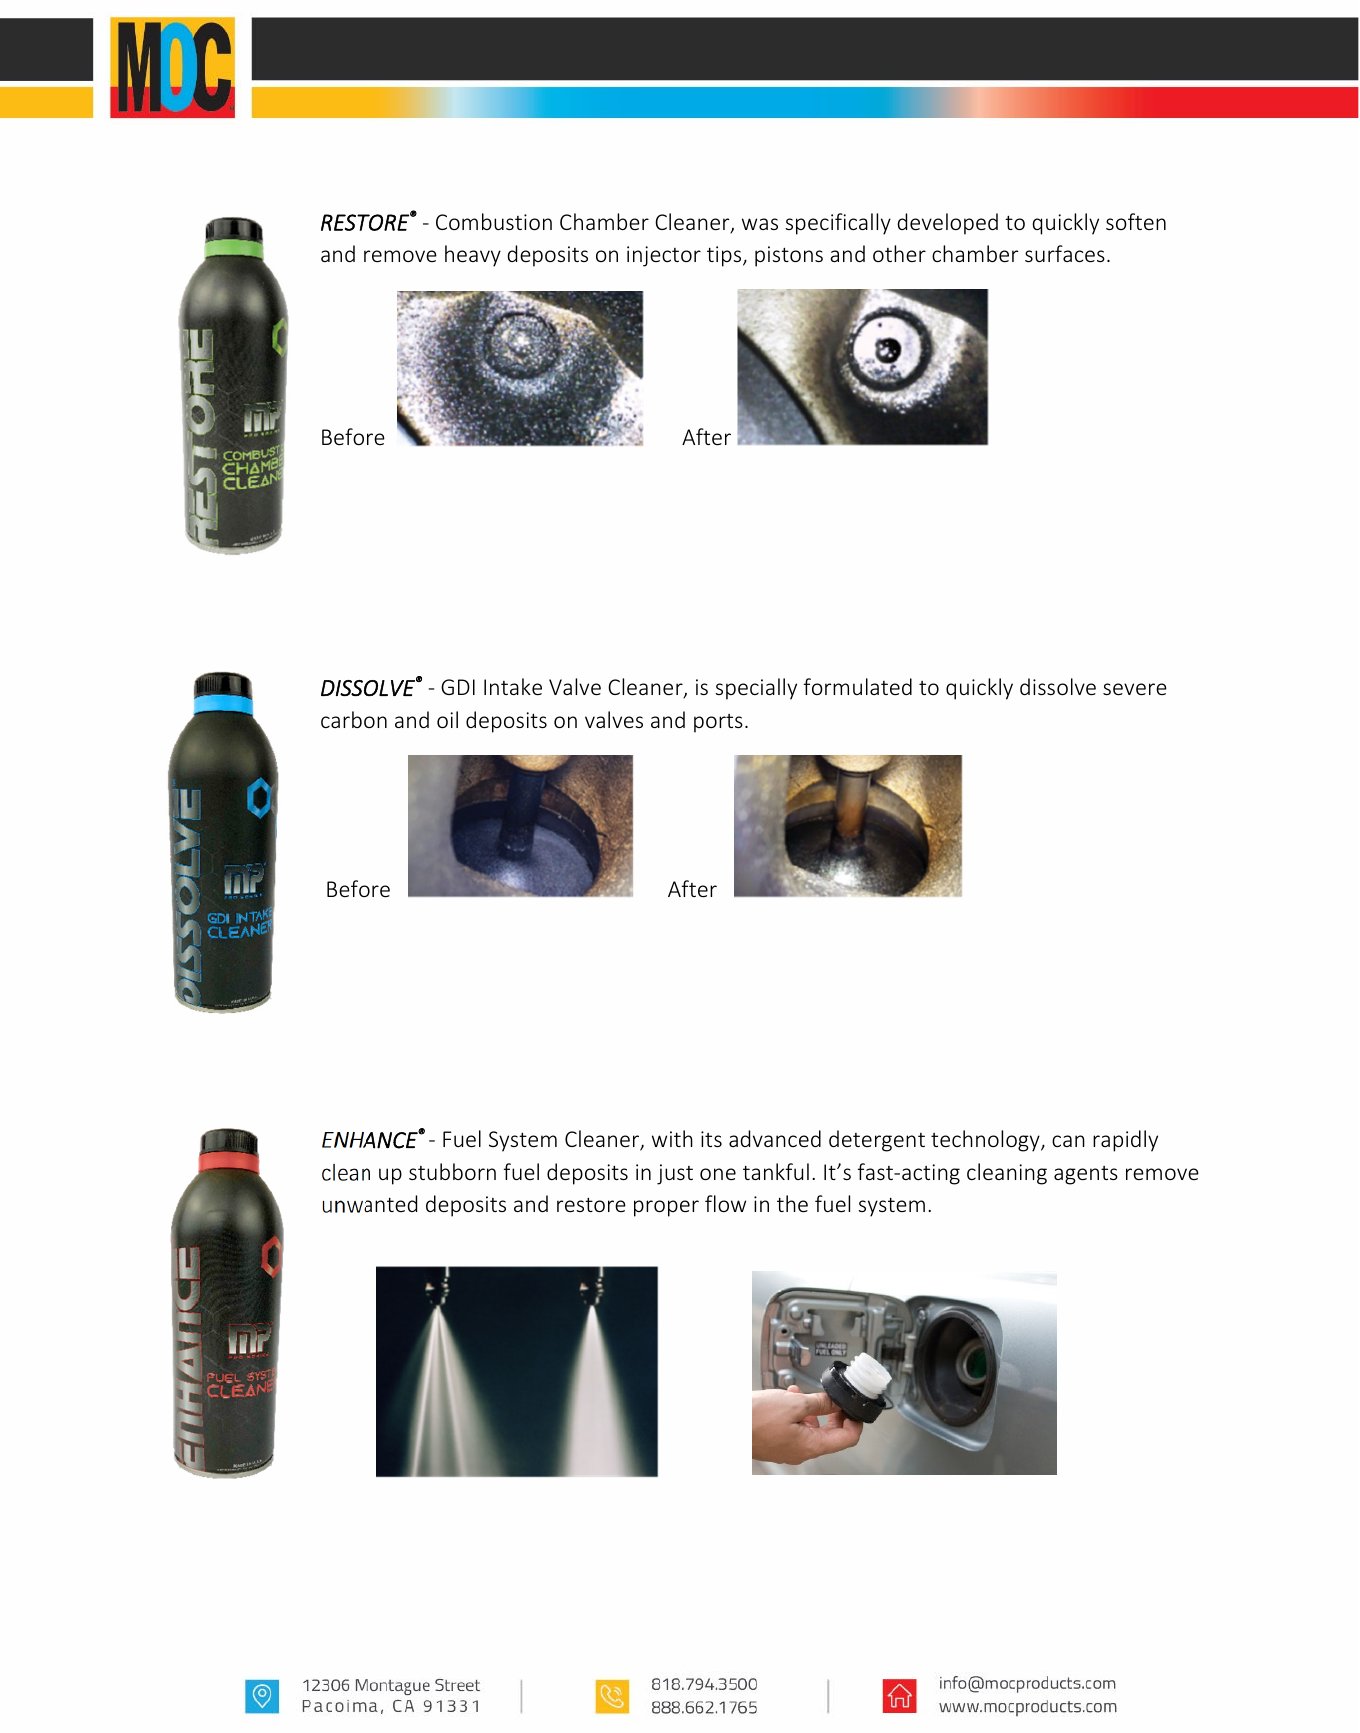 MOC
RESTORE® - Combustion Chamber Cleaner, was specifically developed to quickly soften
and remove heavy deposits on injector tips, pistons and other chamber surfaces.
RESTORE
MP
COMBUST
CHAMBE
CLEANE
Before
After
DISSOLVE® - GDI Intake Valve Cleaner, is specially formulated to quickly dissolve severe
carbon and oil deposits on valves and ports.
DISSOLVE
MP
GDI INTAKE
CLEANER
Before
After
ENHANCE® - Fuel System Cleaner, with its advanced detergent technology, can rapidly
clean up stubborn fuel deposits in just one tankful. It’s fast-acting cleaning agents remove
unwanted deposits and restore proper flow in the fuel system.
ENHANCE
MP
FUEL SYST
CLEANE
UNLEADED
FUEL ONLY
12306 Montague Street
Pacoima, CA 91331
818.794.3500
888.662.1765
info@mocproducts.com
www.mocproducts.com